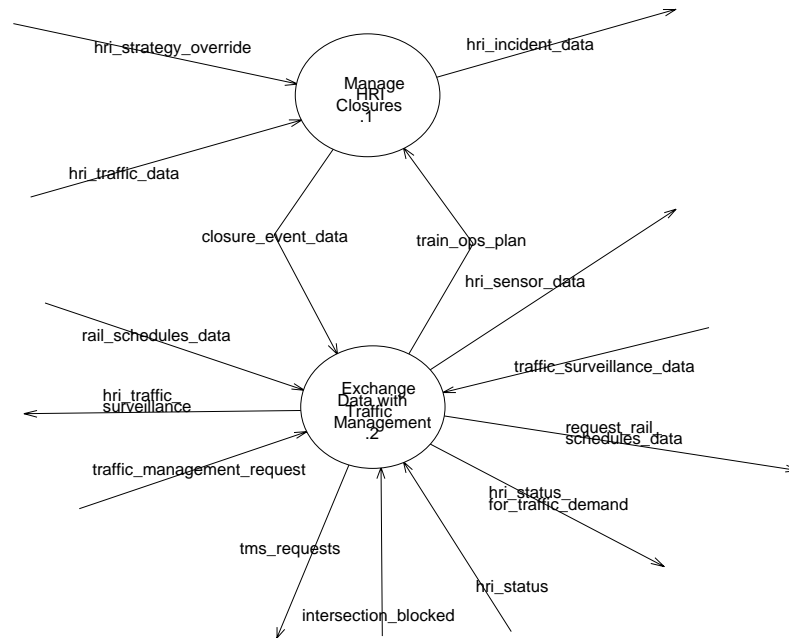 hri_strategy_override
hri_incident_data
Manage
HRI
Closures
.1
hri_traffic_data
closure_event_data
train_ops_plan
hri_sensor_data
rail_schedules_data
traffic_surveillance_data
hri_traffic_
surveillance
Exchange
Data with
Traffic
Management
.2
request_rail_
schedules_data
traffic_management_request
hri_status_
for_traffic_demand
tms_requests
hri_status
intersection_blocked